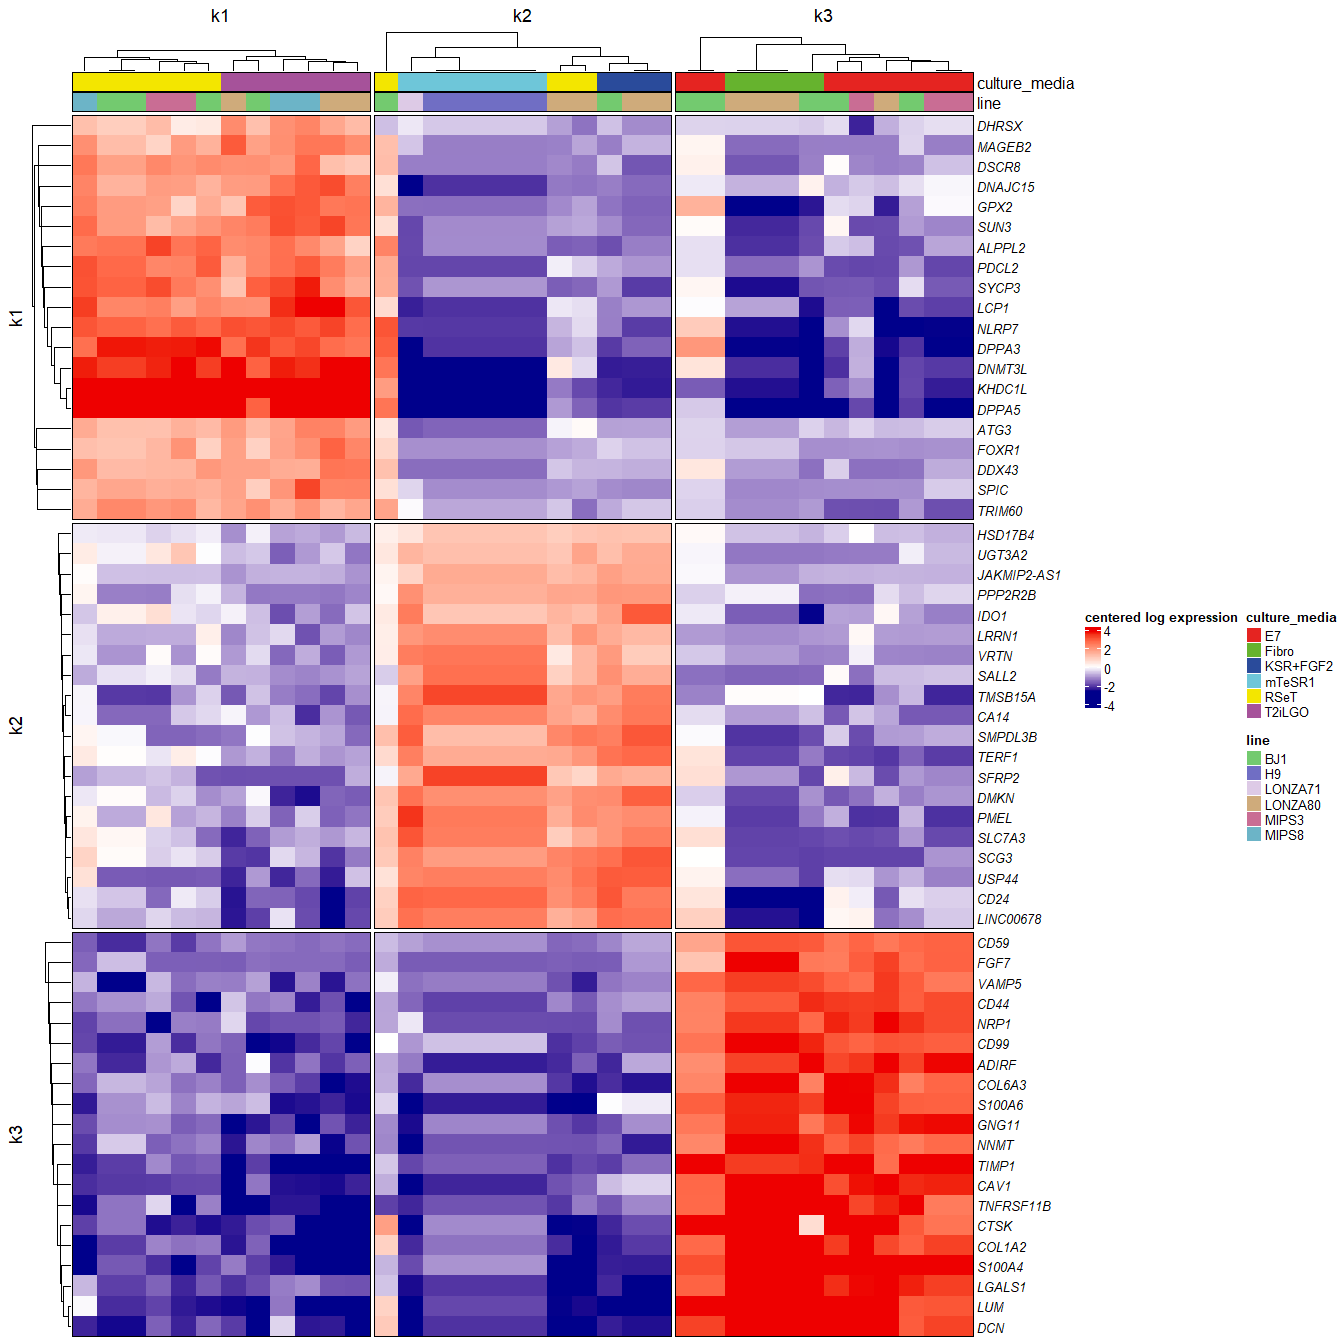 k1
k2
k3
culture_media
line
k1
DHRSX
MAGEB2
DSCR8
DNAJC15
GPX2
SUN3
ALPPL2
PDCL2
SYCP3
LCP1
NLRP7
DPPA3
DNMT3L
KHDC1L
DPPA5
ATG3
FOXR1
DDX43
SPIC
TRIM60
k2
HSD17B4
UGT3A2
JAKMIP2-AS1
PPP2R2B
IDO1
LRRN1
VRTN
SALL2
TMSB15A
CA14
SMPDL3B
TERF1
SFRP2
DMKN
PMEL
SLC7A3
SCG3
USP44
CD24
LINC00678
k3
CD59
FGF7
VAMP5
CD44
NRP1
CD99
ADIRF
COL6A3
S100A6
GNG11
NNMT
TIMP1
CAV1
TNFRSF11B
CTSK
COL1A2
S100A4
LGALS1
LUM
DCN
centered log expression
4
2
0
-2
-4
culture_media
E7
Fibro
KSR+FGF2
mTeSR1
RSeT
T2iLGO
line
BJ1
H9
LONZA71
LONZA80
MIPS3
MIPS8